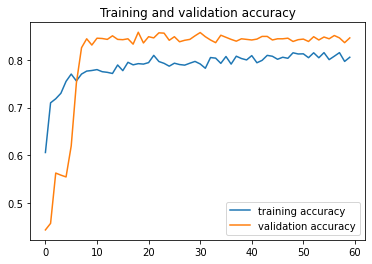 Training and validation accuracy
0.8
0.7
0.6
0.5
training accuracy
validation accuracy
0 10 20 30 40 50 60